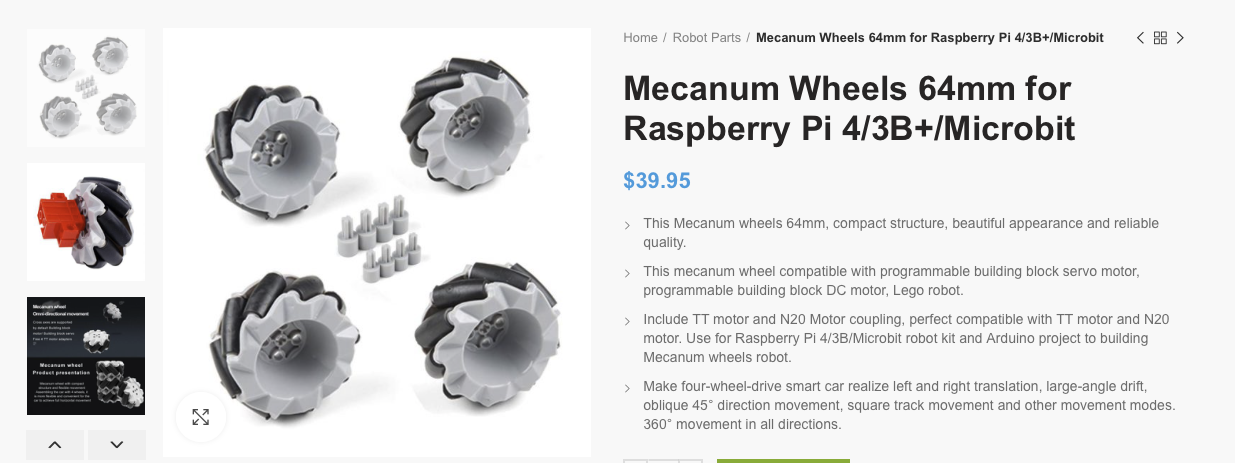 Home / Robot Parts / Mecanum Wheels 64mm for Raspberry Pi 4/3B+/Microbit
Mecanum Wheels 64mm for
Raspberry Pi 4/3B+/Microbit
$39.95
This Mecanum wheels 64mm, compact structure, beautiful appearance and reliable
quality.
This mecanum wheel compatible with programmable building block servo motor,
programmable building block DC motor, Lego robot.
Include TT motor and N20 Motor coupling, perfect compatible with TT motor and N20
motor. Use for Raspberry Pi 4/3B/Microbit robot kit and Arduino project to building
Mecanum wheels robot.
Make four-wheel-drive smart car realize left and right translation, large-angle drift,
oblique 45° direction movement, square track movement and other movement modes.
360° movement in all directions.
Mecanum wheel
Omni-directional movement
Mecanum wheel
Product presentation